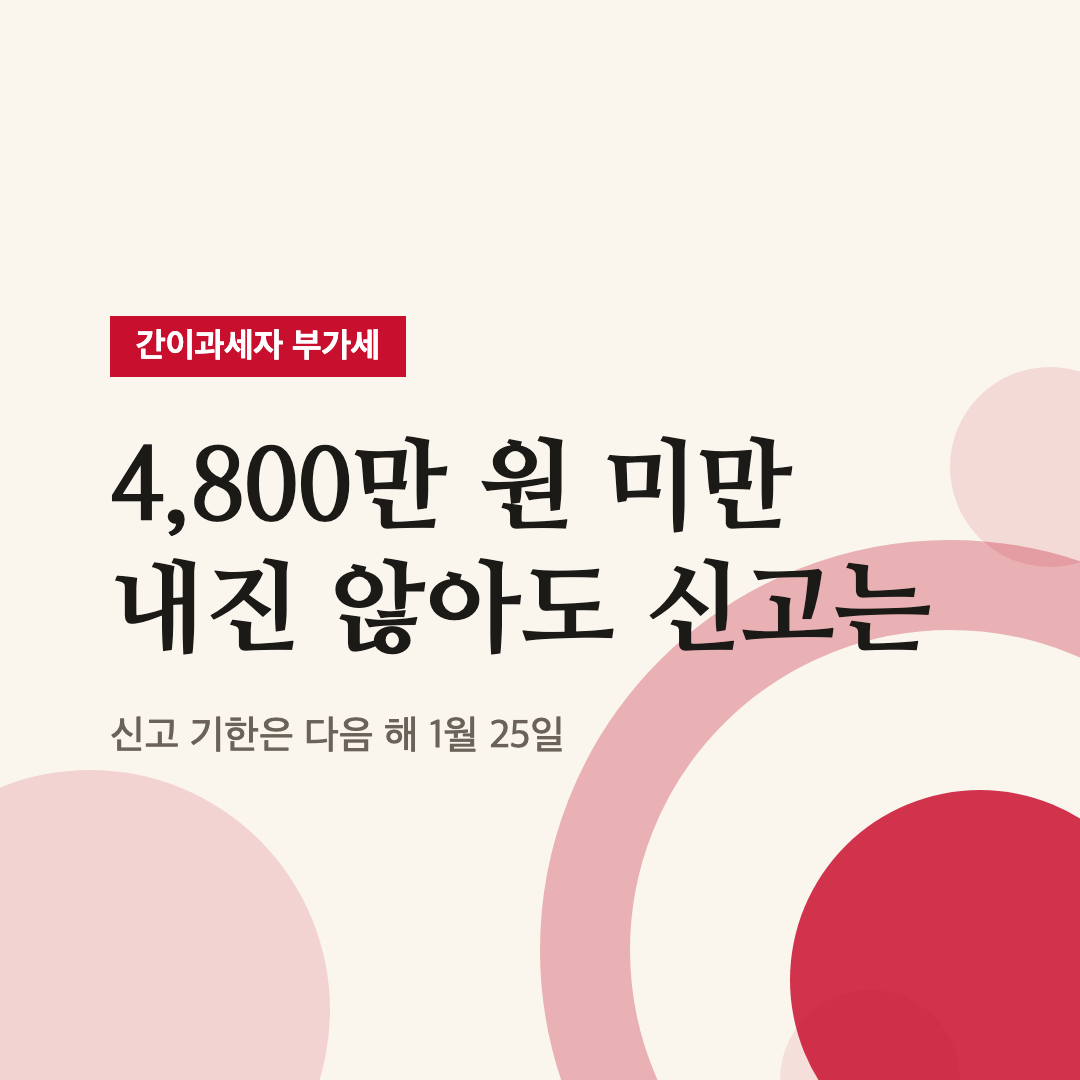 간이과세자 부가세
4,800만 원 미만
내진 않아도 신고는
신고 기한은 다음 해 1월 25일